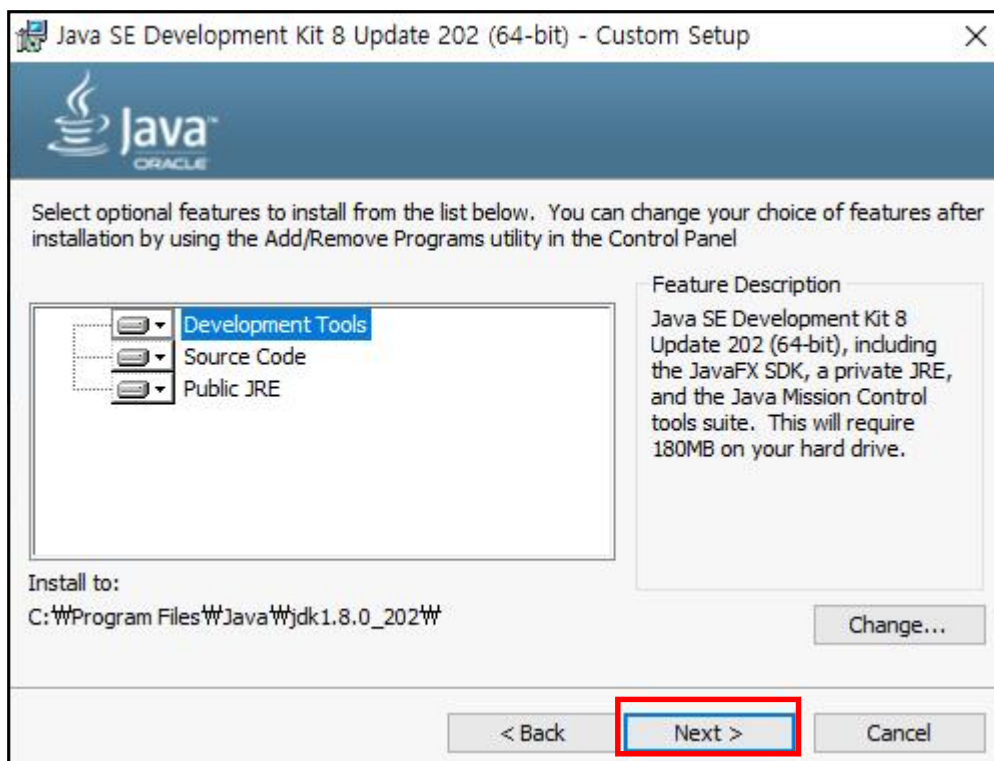 Java SE Development Kit 8 Update 202 (64-bit) - Custom Setup
Java™
ORACLE
Select optional features to install from the list below. You can change your choice of features after
installation by using the Add/Remove Programs utility in the Control Panel
Development Tools
Source Code
Public JRE
Feature Description
Java SE Development Kit 8
Update 202 (64-bit), including
the JavaFX SDK, a private JRE,
and the Java Mission Control
tools suite. This will require
180MB on your hard drive.
Install to:
C:₩Program Files₩Java₩jdk1.8.0_202₩
Change...
< Back
Next >
Cancel